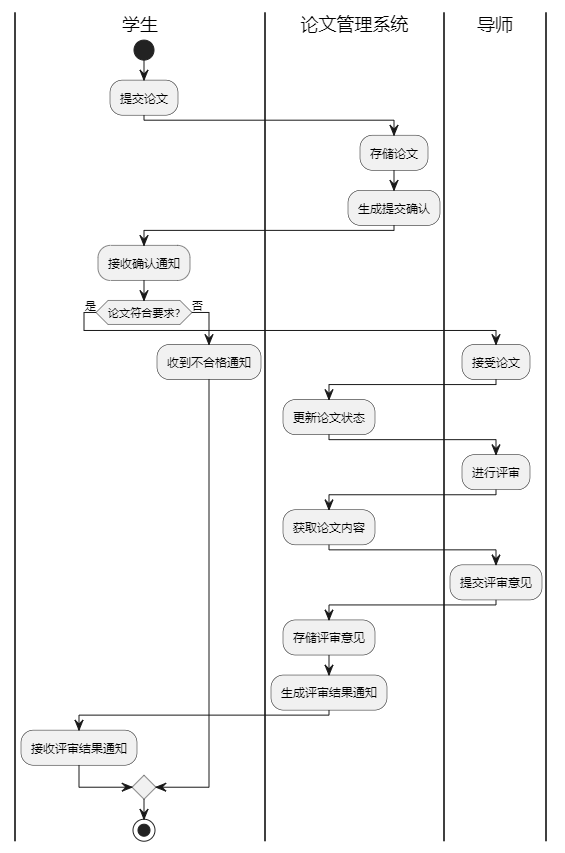 学生
论文管理系统
导师
提交论文
存储论文
生成提交确认
接收确认通知
是
论文符合要求?
否
收到不合格通知
接受论文
更新论文状态
进行评审
获取论文内容
提交评审意见
存储评审意见
生成评审结果通知
接收评审结果通知